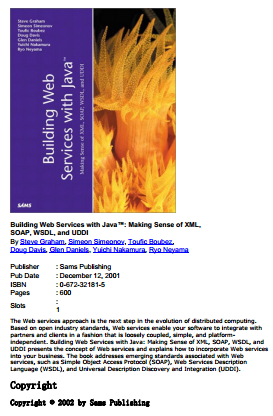 Steve Graham
Simeon Simeonov
Toufic Boubez
Doug Davis
Glen Daniels
Yuichi Nakamura
Ryo Neyama
Building Web
Services with Java™
Making Sense of XML, SOAP, WSDL, and UDDI
SAMS
Building Web Services with Java™: Making Sense of XML,
SOAP, WSDL, and UDDI
By Steve Graham, Simeon Simeonov, Toufic Boubez,
Doug Davis, Glen Daniels, Yuichi Nakamura, Ryo Neyama
Publisher : Sams Publishing
Pub Date : December 12, 2001
ISBN : 0-672-32181-5
Pages : 600
Slots : 1
The Web services approach is the next step in the evolution of distributed computing.
Based on open industry standards, Web services enable your software to integrate with
partners and clients in a fashion that is loosely coupled, simple, and platform-
independent. Building Web Services with Java: Making Sense of XML, SOAP, WSDL, and
UDDI presents the concept of Web services and explains how to incorporate Web services
into your business. The book addresses emerging standards associated with Web
services, such as Simple Object Access Protocol (SOAP), Web Services Description
Language (WSDL), and Universal Description Discovery and Integration (UDDI).
Copyright
Copyright © 2002 by Sams Publishing